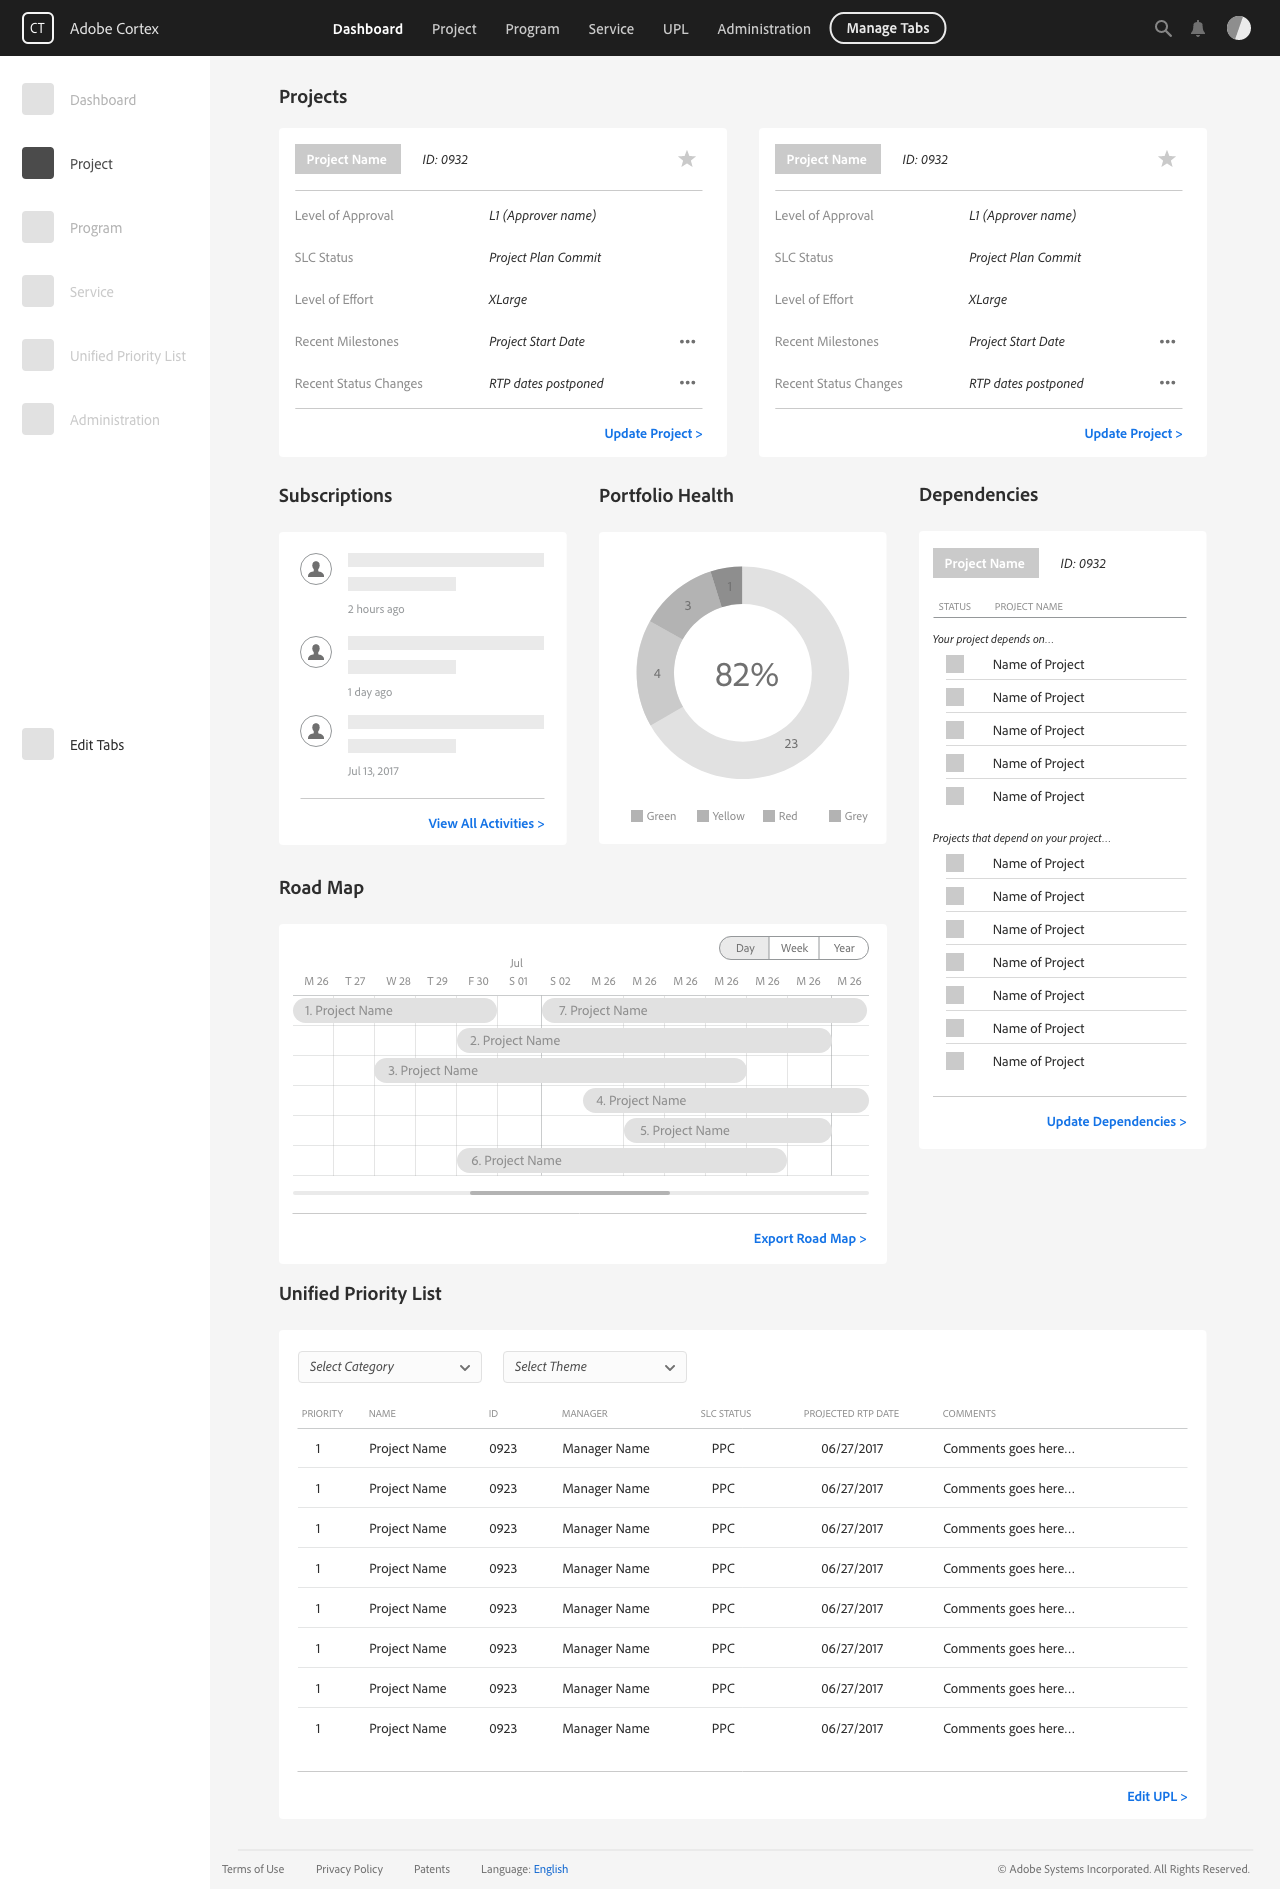 CT Adobe Cortex Dashboard Project Program Service UPL Administration Manage Tabs
Dashboard
Project
Program
Service
Unified Priority List
Administration
Edit Tabs
Projects
Project Name ID: 0932
Level of Approval L1 (Approver name)
SLC Status Project Plan Commit
Level of Effort XLarge
Recent Milestones Project Start Date •••
Recent Status Changes RTP dates postponed •••
Update Project >
Project Name ID: 0932
Level of Approval L1 (Approver name)
SLC Status Project Plan Commit
Level of Effort XLarge
Recent Milestones Project Start Date •••
Recent Status Changes RTP dates postponed •••
Update Project >
Subscriptions
2 hours ago
1 day ago
Jul 13, 2017
View All Activities >
Portfolio Health
1
3
4
82%
23
Green Yellow Red Grey
Dependencies
Project Name ID: 0932
STATUS PROJECT NAME
Your project depends on...
Name of Project
Name of Project
Name of Project
Name of Project
Name of Project
Projects that depend on your project...
Name of Project
Name of Project
Name of Project
Name of Project
Name of Project
Name of Project
Name of Project
Update Dependencies >
Road Map
Day Week Year
Jul
M 26 T 27 W 28 T 29 F 30 S 01 S 02 M 26 M 26 M 26 M 26 M 26 M 26 M 26
1. Project Name 7. Project Name
2. Project Name
3. Project Name
4. Project Name
5. Project Name
6. Project Name
Export Road Map >
Unified Priority List
Select Category Select Theme
PRIORITY NAME ID MANAGER SLC STATUS PROJECTED RTP DATE COMMENTS
1 Project Name 0923 Manager Name PPC 06/27/2017 Comments goes here...
1 Project Name 0923 Manager Name PPC 06/27/2017 Comments goes here...
1 Project Name 0923 Manager Name PPC 06/27/2017 Comments goes here...
1 Project Name 0923 Manager Name PPC 06/27/2017 Comments goes here...
1 Project Name 0923 Manager Name PPC 06/27/2017 Comments goes here...
1 Project Name 0923 Manager Name PPC 06/27/2017 Comments goes here...
1 Project Name 0923 Manager Name PPC 06/27/2017 Comments goes here...
1 Project Name 0923 Manager Name PPC 06/27/2017 Comments goes here...
Edit UPL >
Terms of Use Privacy Policy Patents Language: English © Adobe Systems Incorporated. All Rights Reserved.